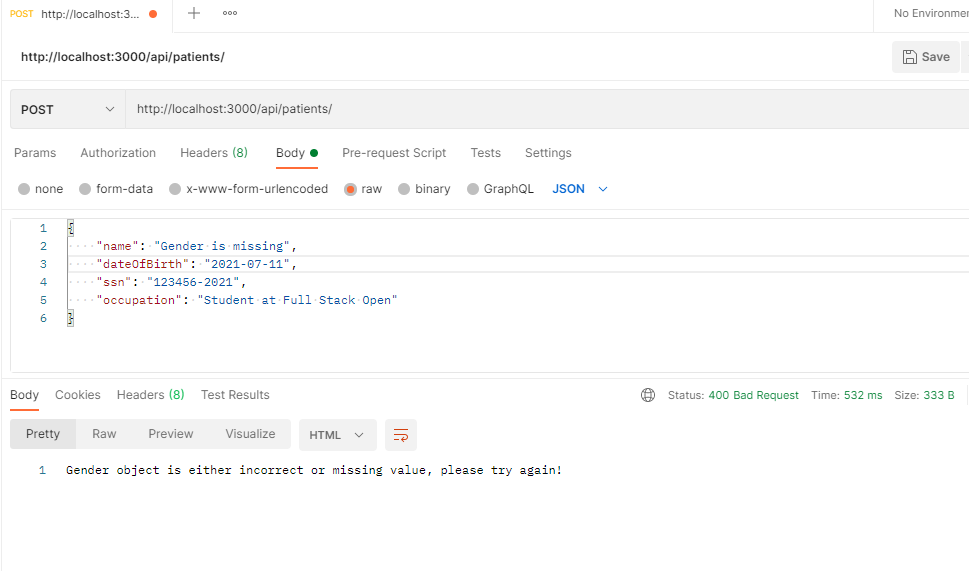 POST http://localhost:3... No Environmen
http://localhost:3000/api/patients/ Save
POST http://localhost:3000/api/patients/
Params Authorization Headers (8) Body Pre-request Script Tests Settings
none form-data x-www-form-urlencoded raw binary GraphQL JSON
1 {
2 "name": "Gender is missing",
3 "dateOfBirth": "2021-07-11",
4 "ssn": "123456-2021",
5 "occupation": "Student at Full Stack Open"
6 }
Body Cookies Headers (8) Test Results Status: 400 Bad Request Time: 532 ms Size: 333 B
Pretty Raw Preview Visualize HTML
1 Gender object is either incorrect or missing value, please try again!